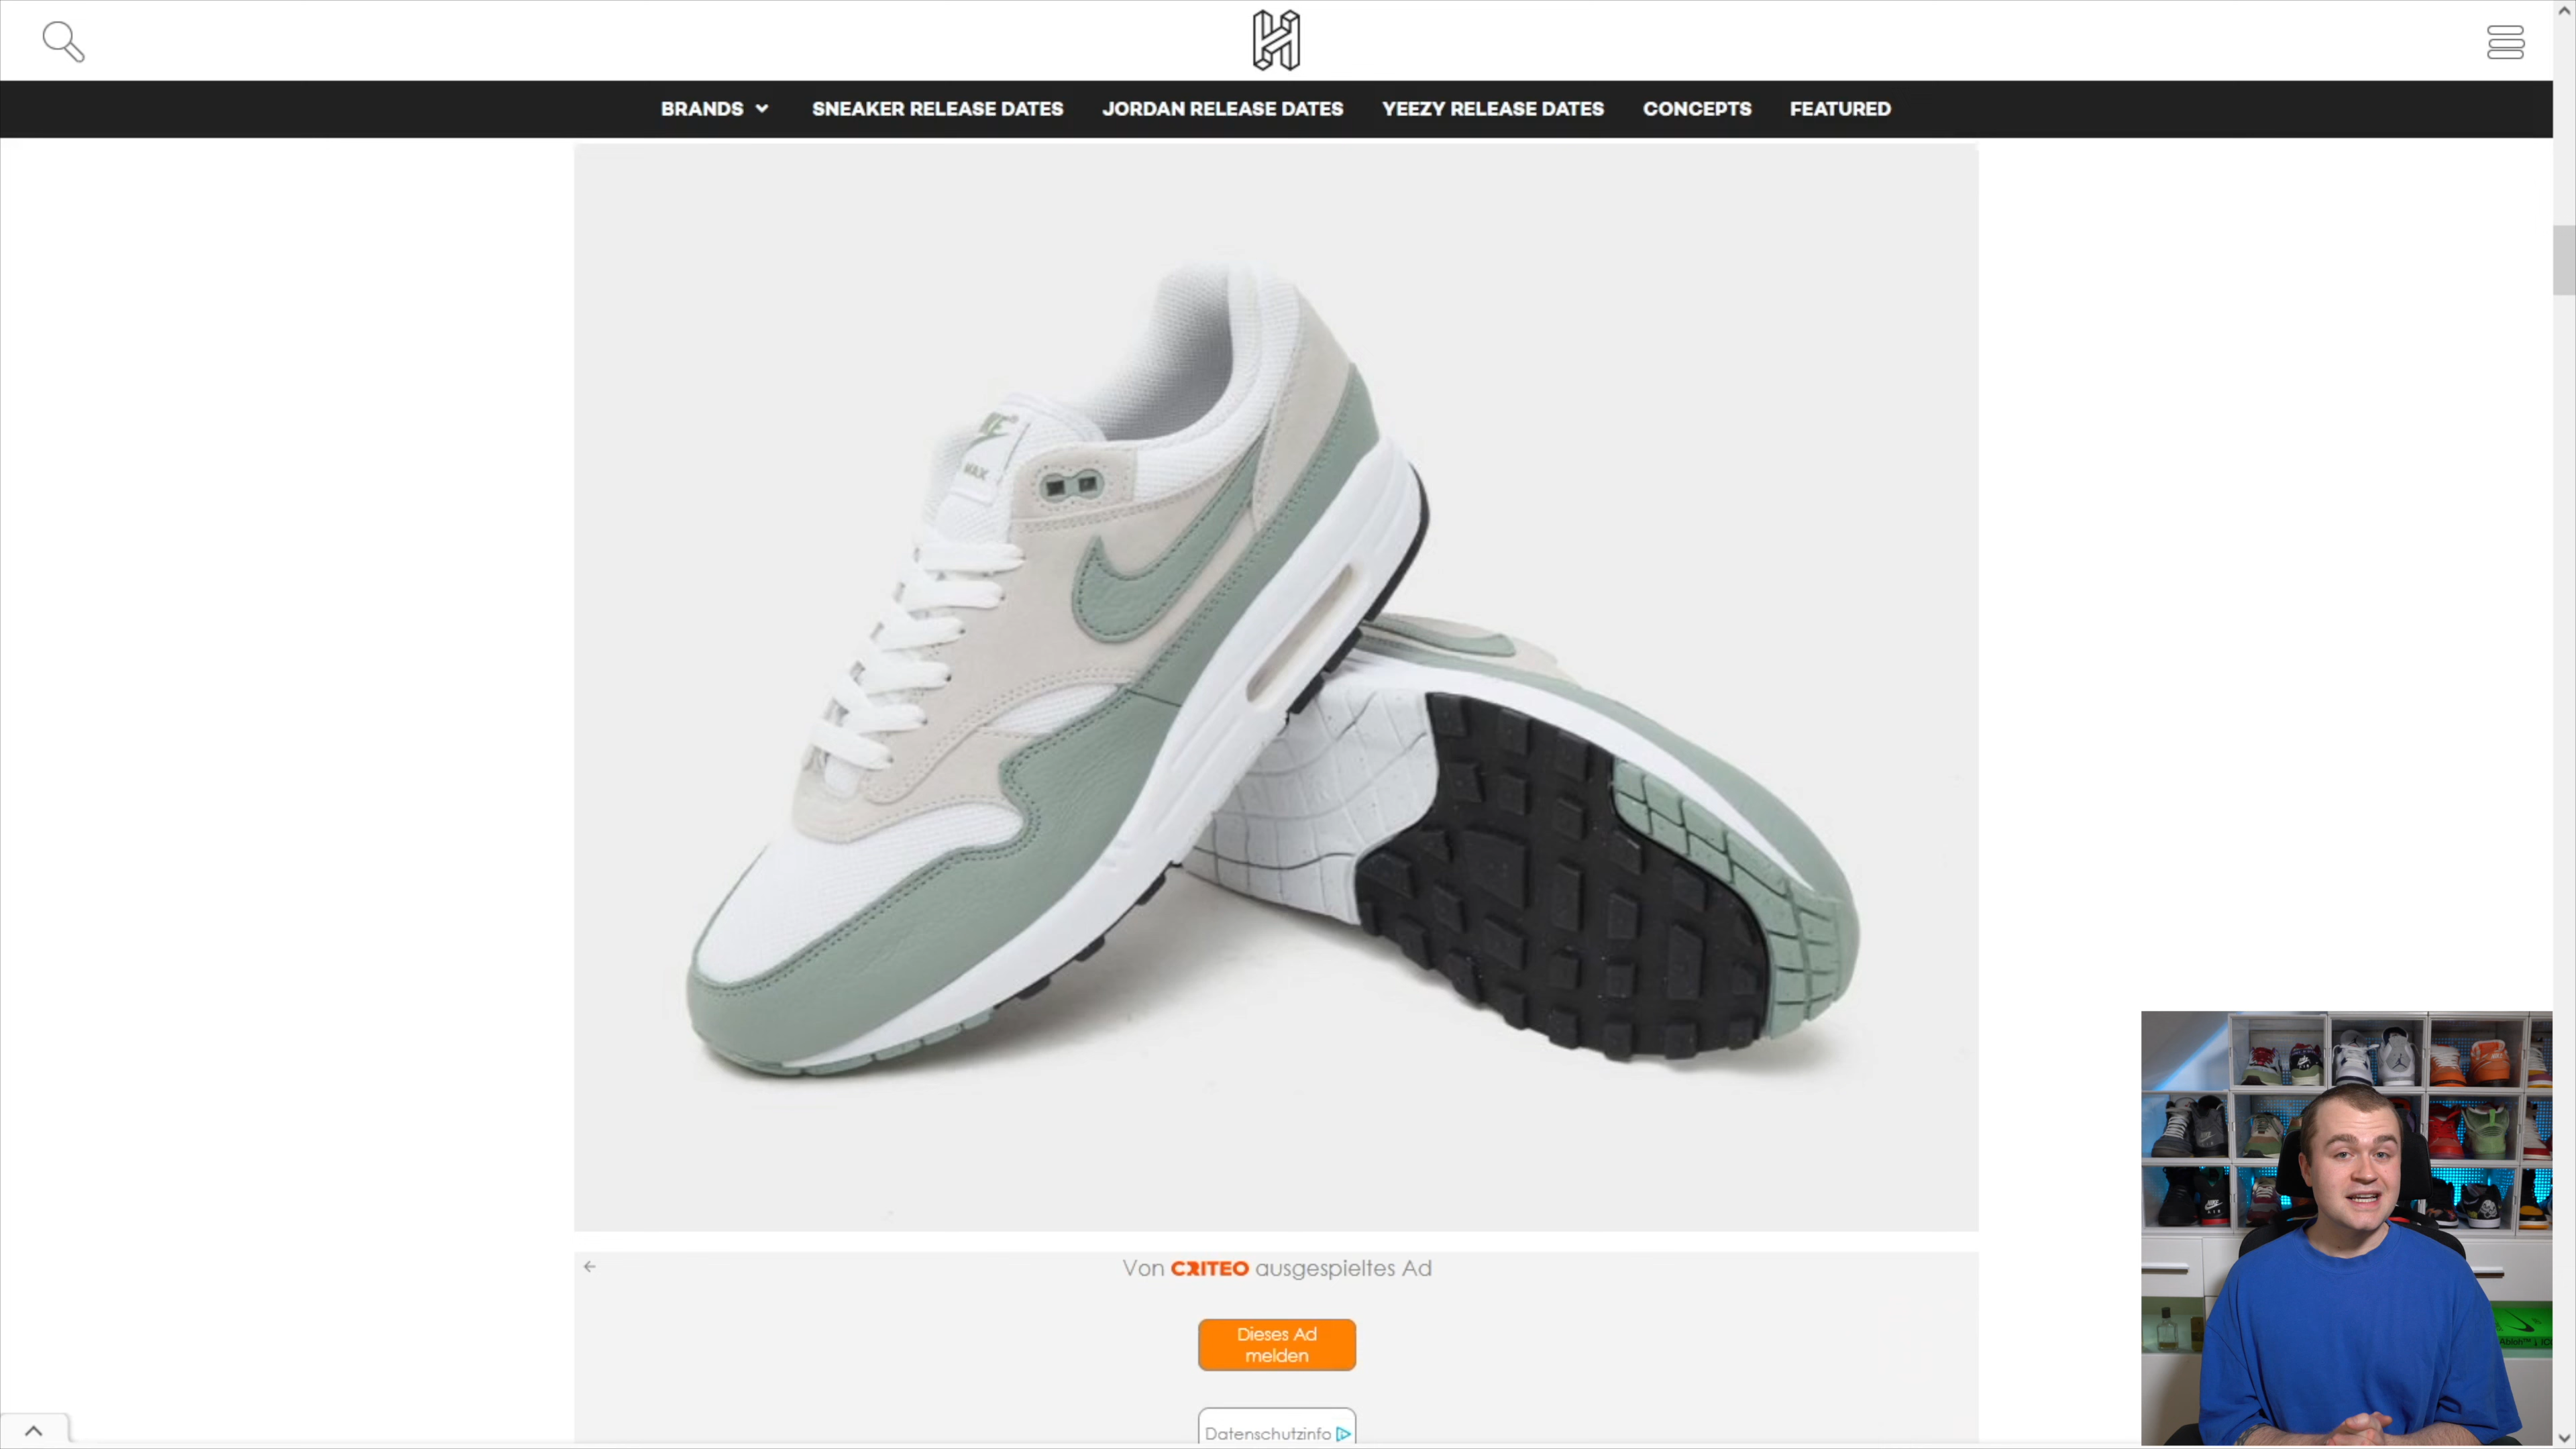 BRANDS
SNEAKER RELEASE DATES
JORDAN RELEASE DATES
YEEZY RELEASE DATES
CONCEPTS
FEATURED
MAX
Von CRITEO ausgespieltes Ad
Dieses Ad
melden
Datenschutzinfo